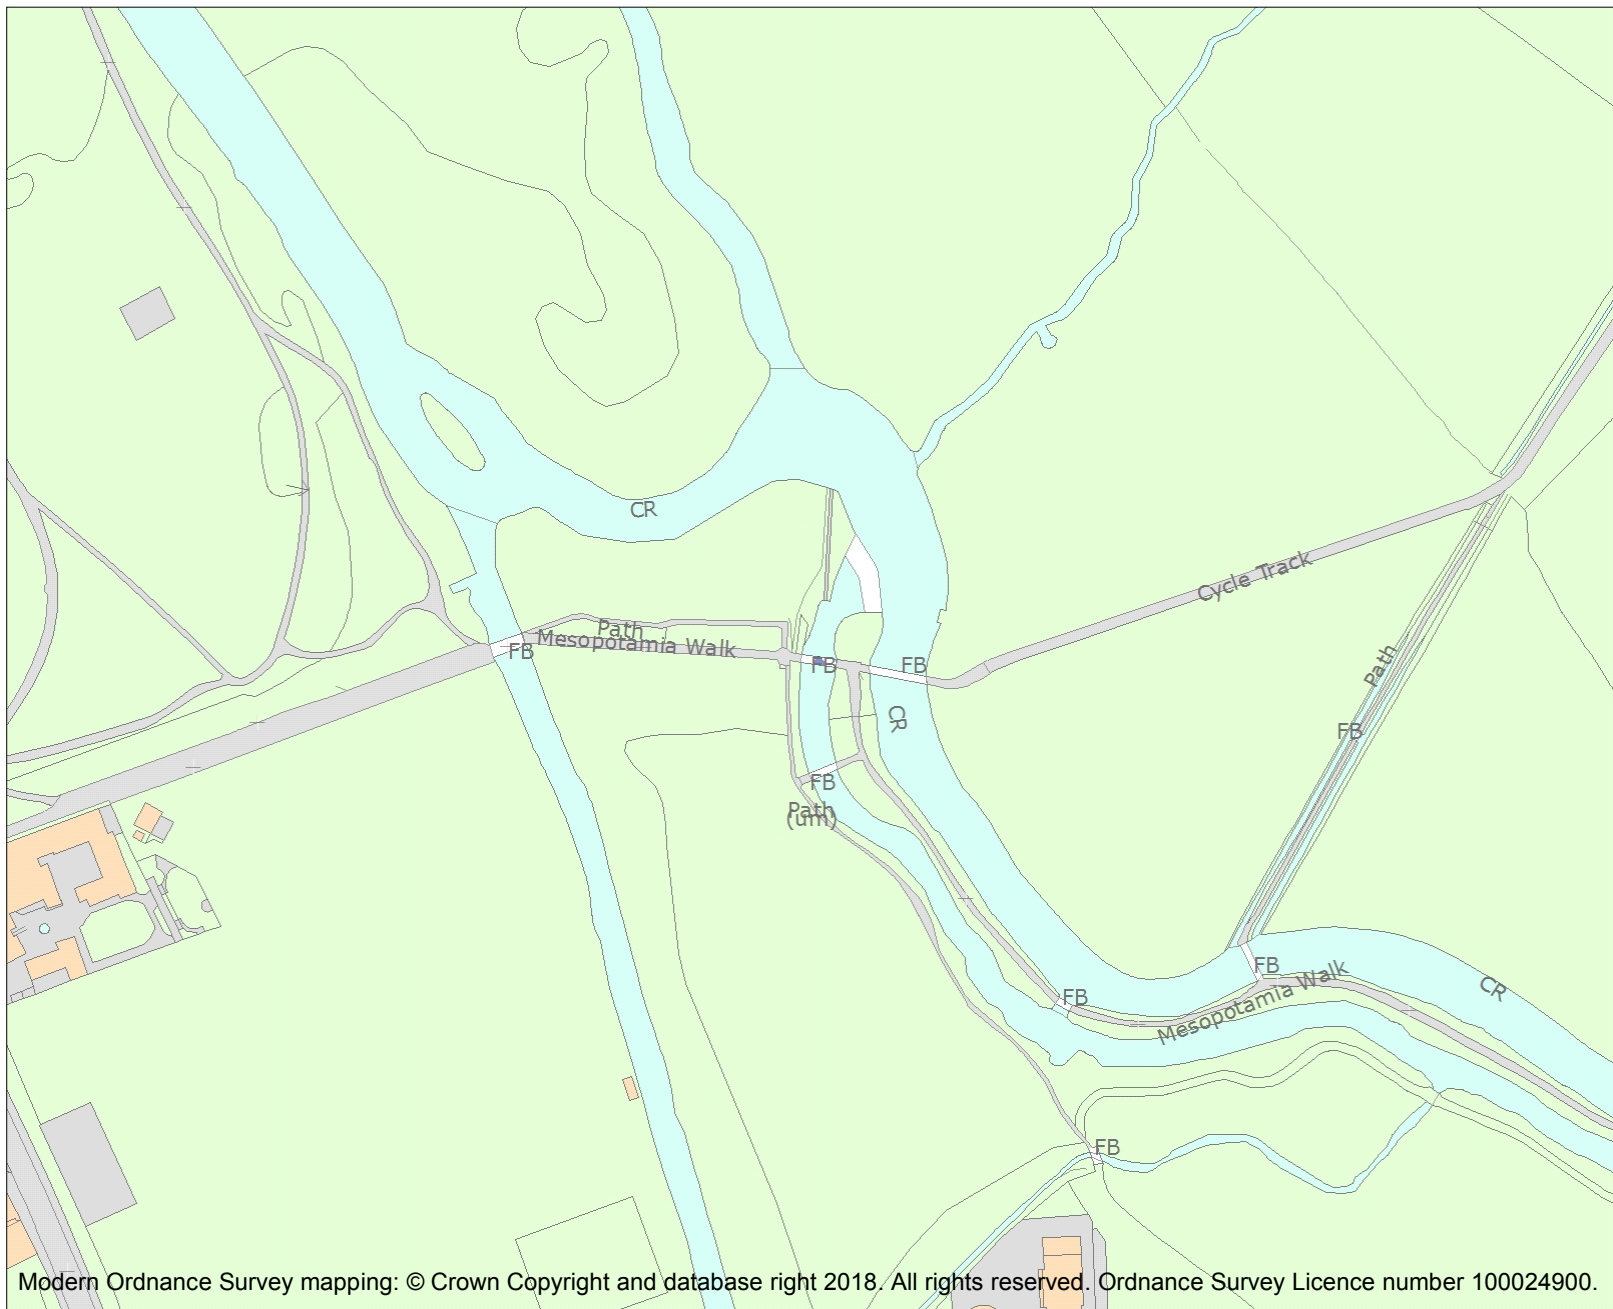 CR
Cycle Track
Path
Mesopotamia Walk
FB
FB
FB
Path
CR
FB
FB
Path
(um)
FB
FB
Mesopotamia Walk
CR
FB
Modern Ordnance Survey mapping: © Crown Copyright and database right 2018. All rights reserved. Ordnance Survey Licence number 100024900.